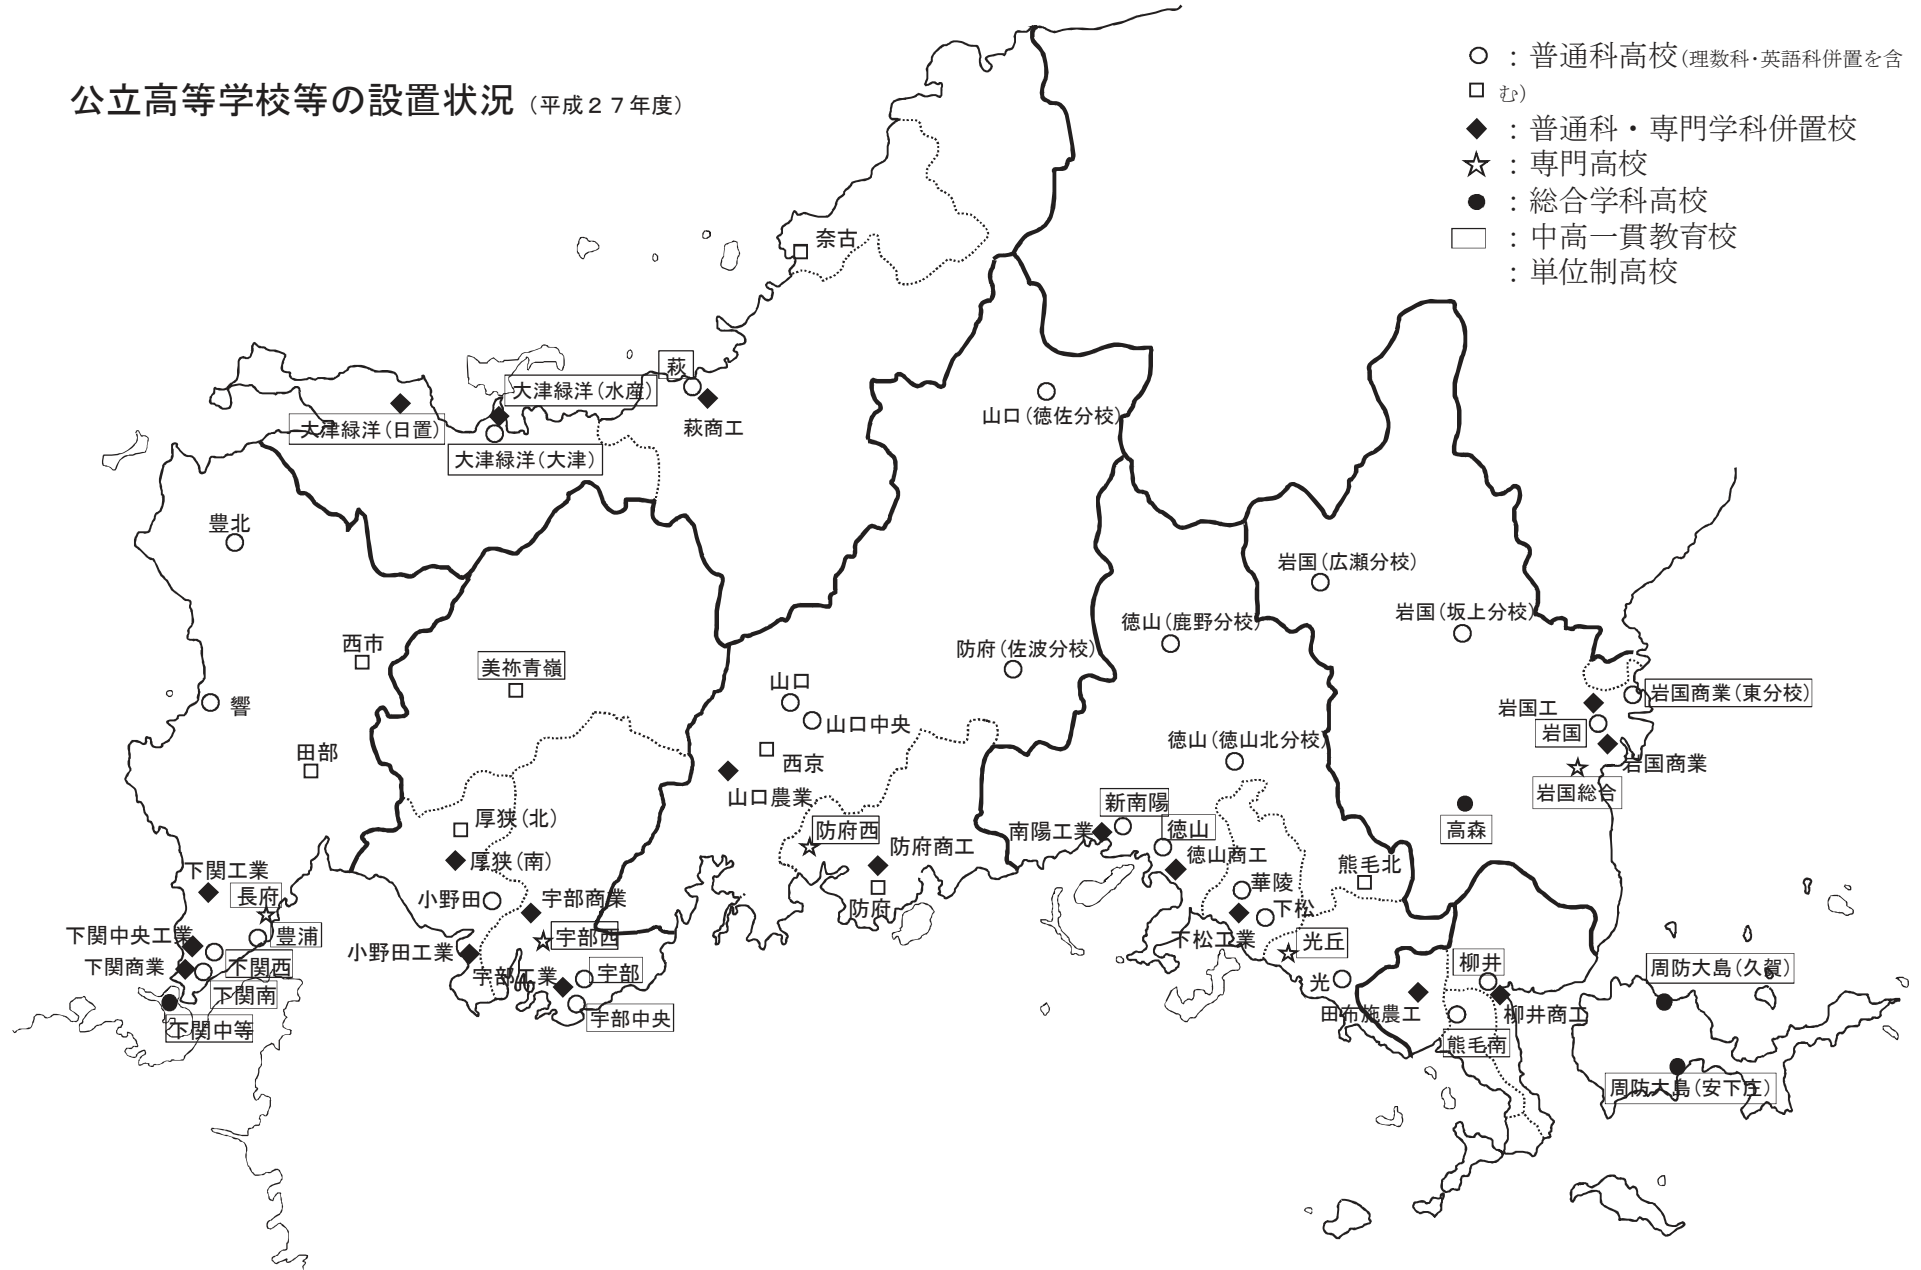 公立高等学校等の設置状況（平成２７年度）
○ ：普通科高校（理数科・英語科併置を含
□ む）
◆ ：普通科・専門学科併置校
☆ ：専門高校
● ：総合学科高校
：中高一貫教育校
：単位制高校
奈古
萩
大津緑洋（水産）
萩商工
大津緑洋（日置）
大津緑洋（大津）
山口（徳佐分校）
豊北
岩国（広瀬分校）
岩国（坂上分校）
徳山（鹿野分校）
西市
美祢青嶺
防府（佐波分校）
山口
響
山口中央
岩国商業（東分校）
岩国工
岩国
徳山（徳山北分校）
田部
西京
岩国商業
山口農業
岩国総合
新南陽
厚狭（北）
防府西
南陽工業
徳山
高森
防府商工
徳山商工
厚狭（南）
熊毛北
下関工業
長府
小野田
宇部商業
華陵
防府
下松
下関中央工業
豊浦
宇部西
下松工業
光丘
小野田工業
下関商業
下関西
宇部工業
宇部
柳井
周防大島（久賀）
光
下関南
田布施農工
柳井商工
宇部中央
下関中等
熊毛南
周防大島（安下庄）